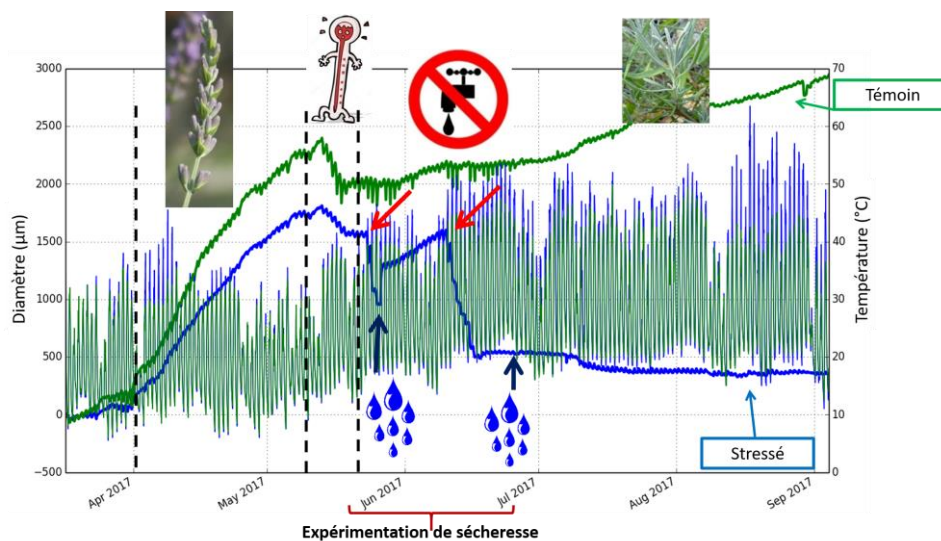 3000
2500
2000
1500
1000
500
0
−500
Diamètre (μm)
70
60
50
40
30
20
10
0
Température (°C)
Témoin
Stressé
Apr 2017
May 2017
Jun 2017
Jul 2017
Aug 2017
Sep 2017
Expérimentation de sécheresse